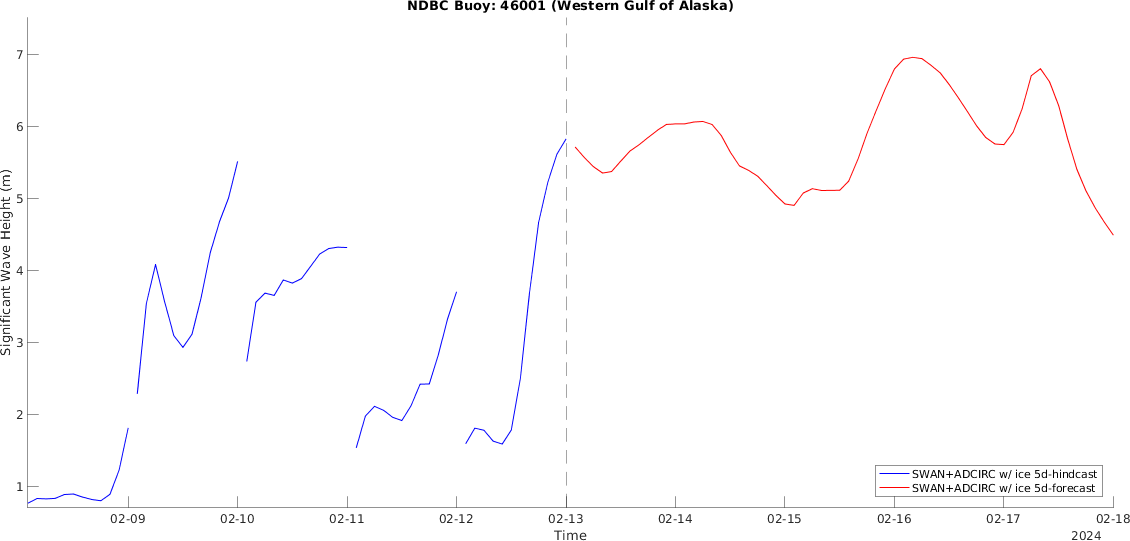 NDBC Buoy: 46001 (Western Gulf of Alaska)
Significant Wave Height (m)
7
6
5
4
3
2
1
02-09 02-10 02-11 02-12 02-13 02-14 02-15 02-16 02-17 02-18
Time
2024
SWAN+ADCIRC w/ ice 5d-hindcast
SWAN+ADCIRC w/ ice 5d-forecast